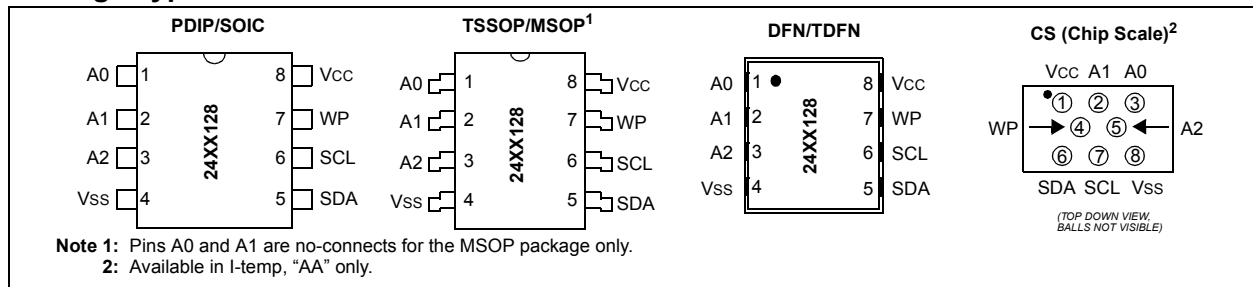 PDIP/SOIC
A0 1 8 VCC
A1 2 7 WP
A2 3 6 SCL
VSS 4 5 SDA
24XX128
TSSOP/MSOP1
A0 1 8 VCC
A1 2 7 WP
A2 3 6 SCL
VSS 4 5 SDA
24XX128
DFN/TDFN
A0 1 8 VCC
A1 2 7 WP
A2 3 6 SCL
VSS 4 5 SDA
24XX128
CS (Chip Scale)2
VCC A1 A0
1 2 3
WP 4 5 A2
6 7 8
SDA SCL VSS
(TOP DOWN VIEW,
BALLS NOT VISIBLE)
Note 1: Pins A0 and A1 are no-connects for the MSOP package only.
2: Available in I-temp, “AA” only.